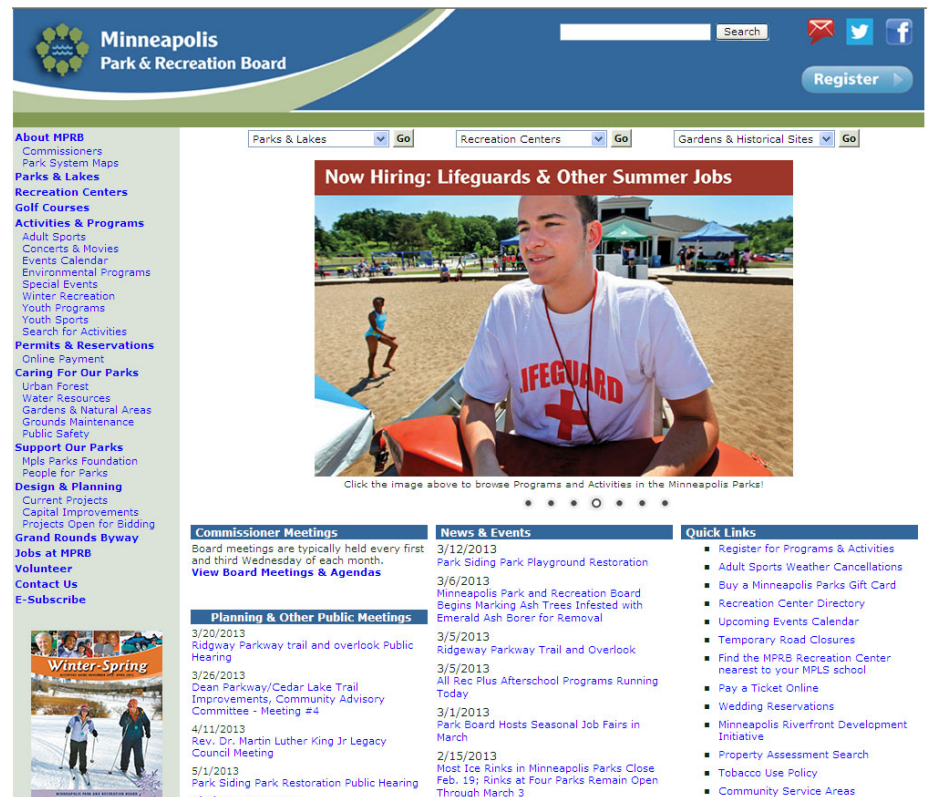 Minneapolis
Park & Recreation Board
Search
Register
Parks & Lakes
Go
Recreation Centers
Go
Gardens & Historical Sites
Go
About MPRB
Commissioners
Park System Maps
Parks & Lakes
Recreation Centers
Golf Courses
Activities & Programs
Adult Sports
Concerts & Movies
Events Calendar
Environmental Programs
Special Events
Winter Recreation
Youth Programs
Youth Sports
Search for Activities
Permits & Reservations
Online Payment
Caring For Our Parks
Urban Forest
Water Resources
Gardens & Natural Areas
Grounds Maintenance
Public Safety
Support Our Parks
Mpls Parks Foundation
People for Parks
Design & Planning
Current Projects
Capital Improvements
Projects Open for Bidding
Grand Rounds Byway
Jobs at MPRB
Volunteer
Contact Us
E-Subscribe
Winter-Spring
MINNEAPOLIS PARK AND RECREATION BOARD
Now Hiring: Lifeguards & Other Summer Jobs
LIFEGUARD
Click the image above to browse Programs and Activities in the Minneapolis Parks!
Commissioner Meetings
Board meetings are typically held every first
and third Wednesday of each month.
View Board Meetings & Agendas
Planning & Other Public Meetings
3/20/2013
Ridgway Parkway trail and overlook Public
Hearing
3/26/2013
Dean Parkway/Cedar Lake Trail
Improvements, Community Advisory
Committee - Meeting #4
4/11/2013
Rev. Dr. Martin Luther King Jr Legacy
Council Meeting
5/1/2013
Park Siding Park Restoration Public Hearing
News & Events
3/12/2013
Park Siding Park Playground Restoration
3/6/2013
Minneapolis Park and Recreation Board
Begins Marking Ash Trees Infested with
Emerald Ash Borer for Removal
3/5/2013
Ridgeway Parkway Trail and Overlook
3/5/2013
All Rec Plus Afterschool Programs Running
Today
3/1/2013
Park Board Hosts Seasonal Job Fairs in
March
2/15/2013
Most Ice Rinks in Minneapolis Parks Close
Feb. 19; Rinks at Four Parks Remain Open
Through March 3
Quick Links
Register for Programs & Activities
Adult Sports Weather Cancellations
Buy a Minneapolis Parks Gift Card
Recreation Center Directory
Upcoming Events Calendar
Temporary Road Closures
Find the MPRB Recreation Center
nearest to your MPLS school
Pay a Ticket Online
Wedding Reservations
Minneapolis Riverfront Development
Initiative
Property Assessment Search
Tobacco Use Policy
Community Service Areas